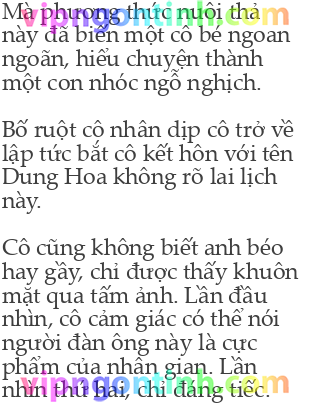 Mà phương thức nuôi thả
này đã biến một cô bé ngoan
ngoãn, hiểu chuyện thành
một con nhóc ngỗ nghịch.
Bố ruột cô nhân dịp cô trở về
lập tức bắt cô kết hôn với tên
Dung Hoa không rõ lai lịch
này.
Cô cũng không biết anh béo
hay gầy, chỉ được thấy khuôn
mặt qua tấm ảnh. Lần đầu
nhìn, cô cảm giác có thể nói
người đàn ông này là cực
phẩm của nhân gian. Lần
nhìn thứ hai, chỉ đáng tiếc.
vipngontinh.com
vipngontinh.com